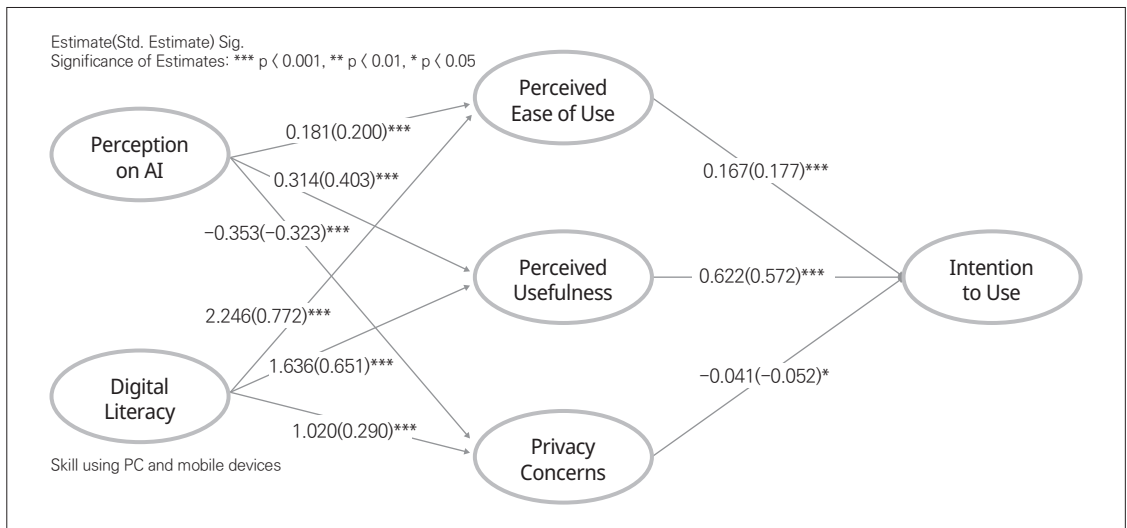 Estimate(Std. Estimate) Sig.
Significance of Estimates: *** p < 0.001, ** p < 0.01, * p < 0.05
Perceived
Ease of Use
Perception
on AI
0.181(0.200)***
0.167(0.177)***
0.314(0.403)***
−0.353(−0.323)***
Perceived
Usefulness
0.622(0.572)***
Intention
to Use
2.246(0.772)***
1.636(0.651)***
−0.041(−0.052)*
Digital
Literacy
1.020(0.290)***
Privacy
Concerns
Skill using PC and mobile devices